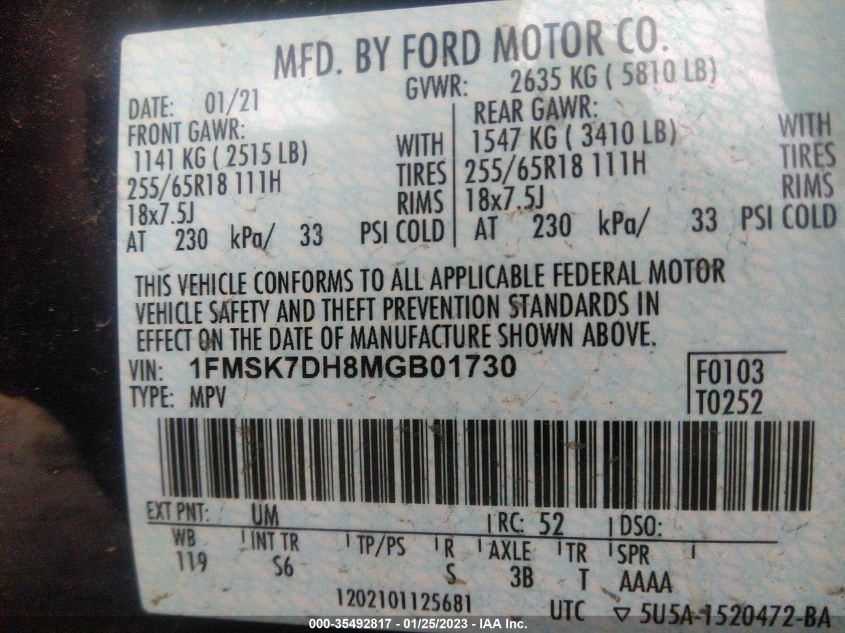 MFD. BY FORD MOTOR CO.
DATE: 01/21 GVWR: 2635 KG ( 5810 LB)
FRONT GAWR: REAR GAWR:
1141 KG ( 2515 LB) WITH 1547 KG ( 3410 LB) WITH
255/65R18 111H TIRES 255/65R18 111H TIRES
18x7.5J RIMS 18x7.5J RIMS
AT 230 kPa/ 33 PSI COLD AT 230 kPa/ 33 PSI COLD
THIS VEHICLE CONFORMS TO ALL APPLICABLE FEDERAL MOTOR
VEHICLE SAFETY AND THEFT PREVENTION STANDARDS IN
EFFECT ON THE DATE OF MANUFACTURE SHOWN ABOVE.
VIN: 1FMSK7DH8MGB01730 F0103
TYPE: MPV T0252
EXT PNT: UM RC: 52 DSO:
WB INT TR TP/PS R AXLE TR SPR
119 S6 S 3B T AAAA
1202101125681 UTC ▽ 5U5A-1520472-BA
000-35492817 | 01/25/2023 | IAA Inc.